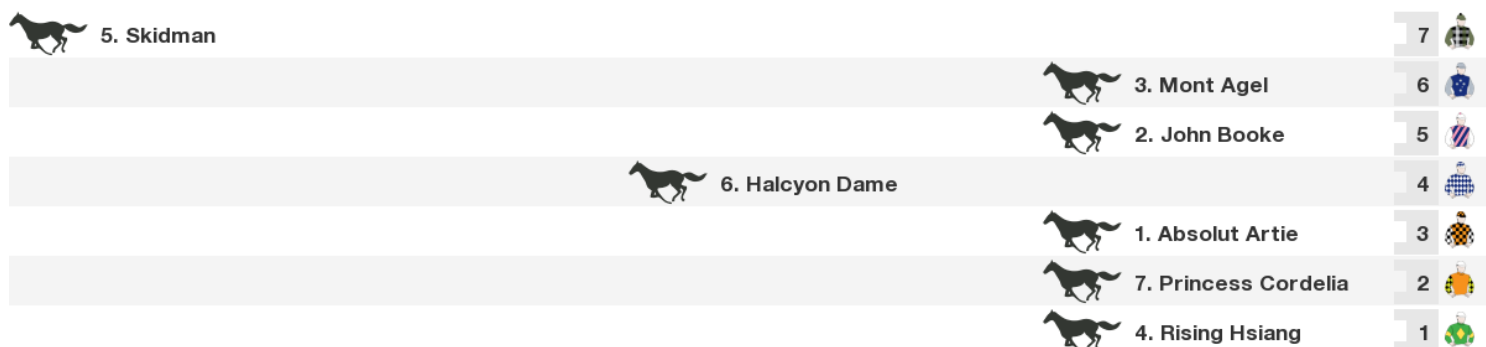 5. Skidman 7
3. Mont Agel 6
2. John Booke 5
6. Halcyon Dame 4
1. Absolut Artie 3
7. Princess Cordelia 2
4. Rising Hsiang 1